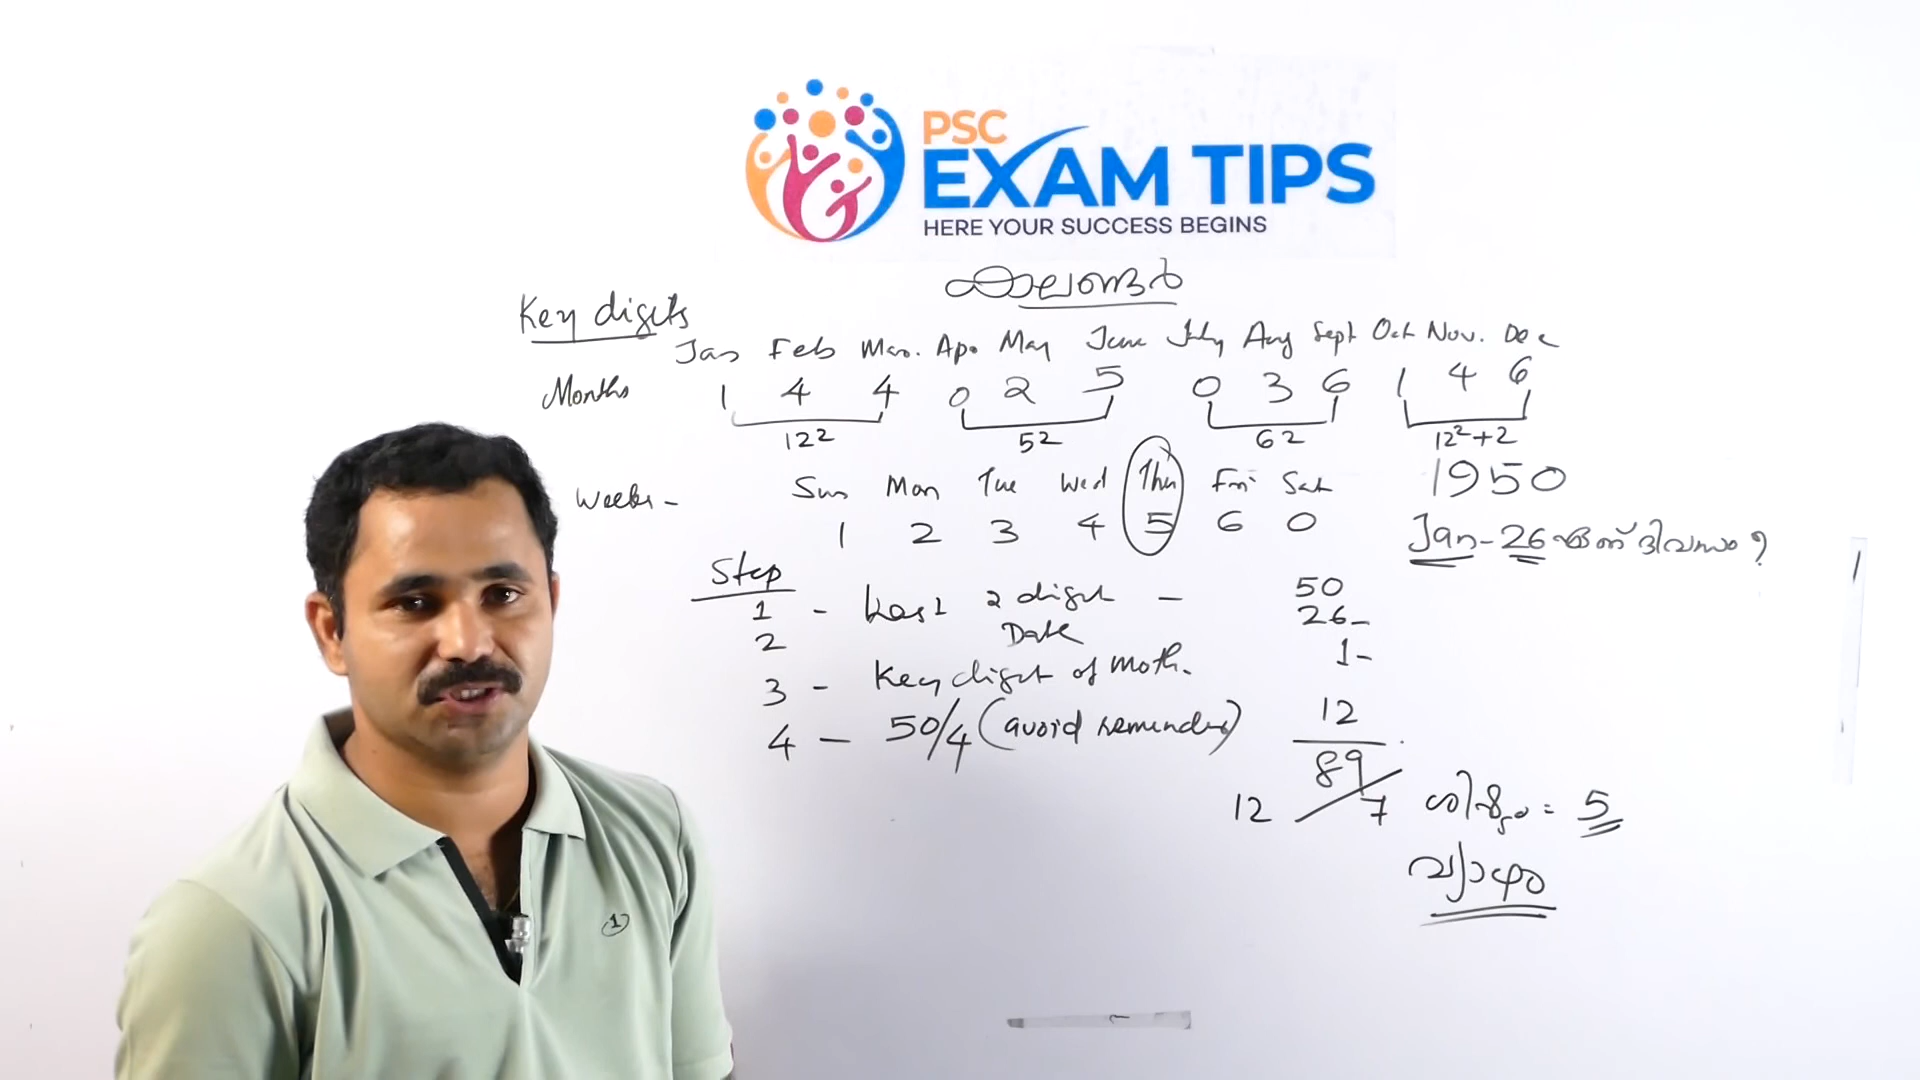 PSC
EXAM TIPS
HERE YOUR SUCCESS BEGINS
കാലണ്ടർ
Key digits
Jan Feb Mar. Apr May June July Aug Sept Oct Nov. Dec
Months 1 4 4 0 2 5 0 3 6 1 4 6
12² 5² 6² 12²+2
Weeks - Sun Mon Tue Wed Thu Fri Sat
1 2 3 4 5 6 0
1950
Jan - 26 ഏത് ദിവസം ?
Step
1 - Last 2 digit - 50
2 Date 26 -
3 - Key digit of moth. 1 -
4 - 50/4 (avoid reminder) 12
89
12 7 ശിഷ്ടം = 5
വ്യാഴം